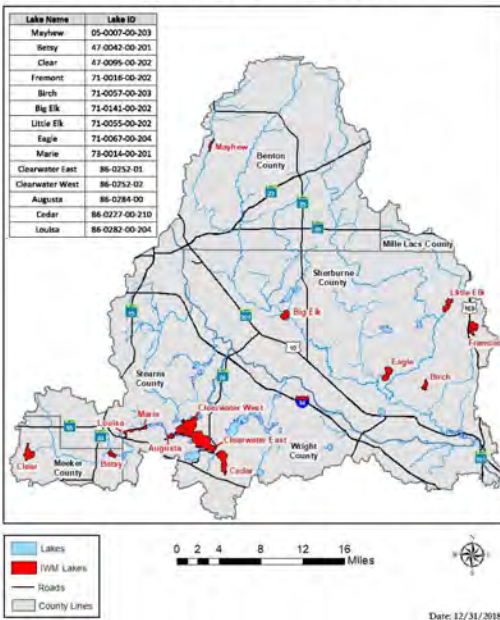 Lake Name Lake ID
Mayhew 05-0007-00-203
Betsy 47-0042-00-201
Clear 47-0095-00-202
Fremont 71-0016-00-202
Birch 71-0057-00-203
Big Elk 71-0141-00-202
Little Elk 71-0055-00-202
Eagle 71-0067-00-204
Marie 73-0014-00-201
Clearwater East 86-0252-01
Clearwater West 86-0252-02
Augusta 86-0284-00
Cedar 86-0227-00-210
Louisa 86-0282-00-204
Mayhew
Benton
County
Mille Lacs County
Sherburne
County
Little Elk
Big Elk
Fremont
Eagle
Birch
Stearns
County
Clearwater West
Marie
Louisa
Clearwater East
Augusta
Wright
County
Clear
Meeker
County
Betsy
Cedar
Lakes
IWM Lakes
Roads
County Lines
0 2 4 8 12 16
Miles
Date: 12/31/2018